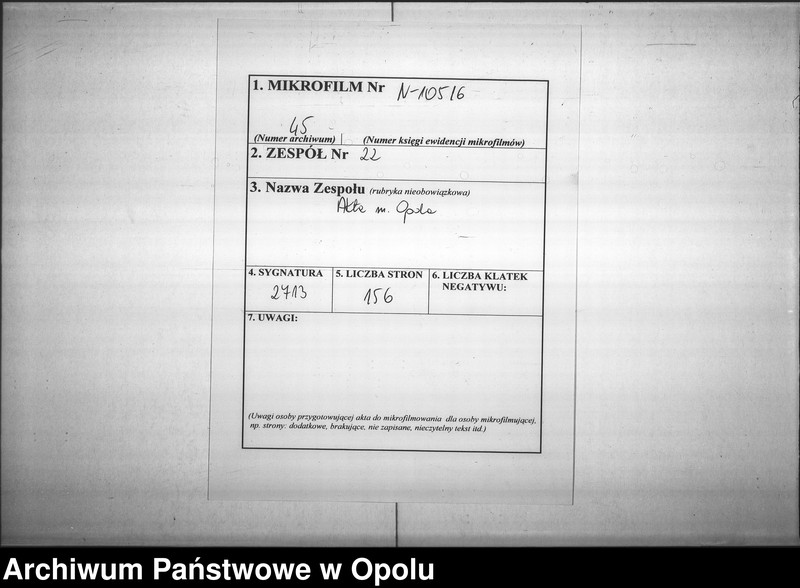 1. MIKROFILM Nr N-10516
45
(Numer archiwum) | (Numer księgi ewidencji mikrofilmów)
2. ZESPÓŁ Nr 22
3. Nazwa Zespołu (rubryka nieobowiązkowa)
Akta m. Opola
4. SYGNATURA
2713
5. LICZBA STRON
156
6. LICZBA KLATEK
NEGATYWU:
7. UWAGI:
(Uwagi osoby przygotowującej akta do mikrofilmowania dla osoby mikrofilmującej,
np. strony: dodatkowe, brakujące, nie zapisane, nieczytelny tekst itd.)
Archiwum Państwowe w Opolu